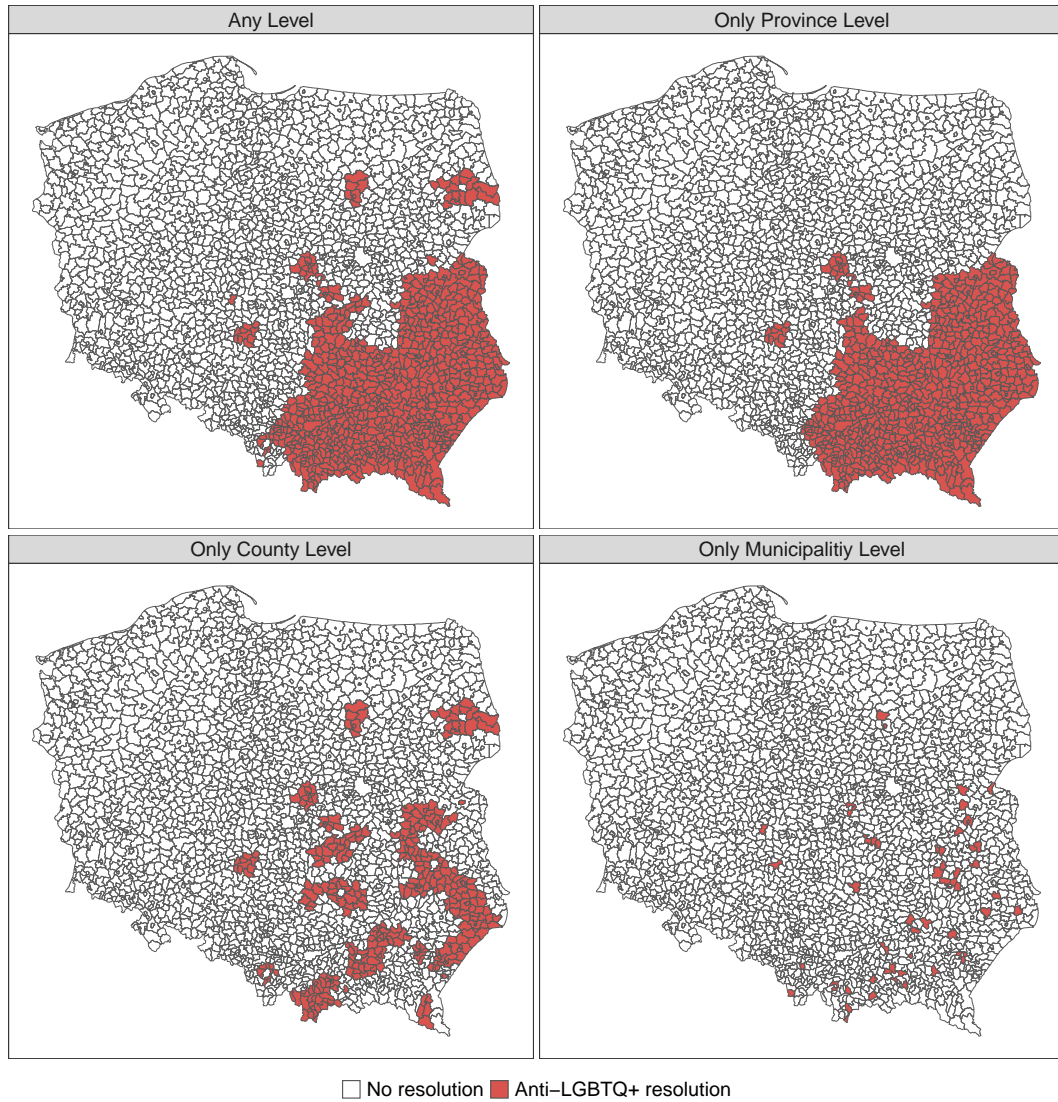 Any Level
Only Province Level
Only County Level
Only Municipalitiy Level
No resolution
Anti−LGBTQ+ resolution